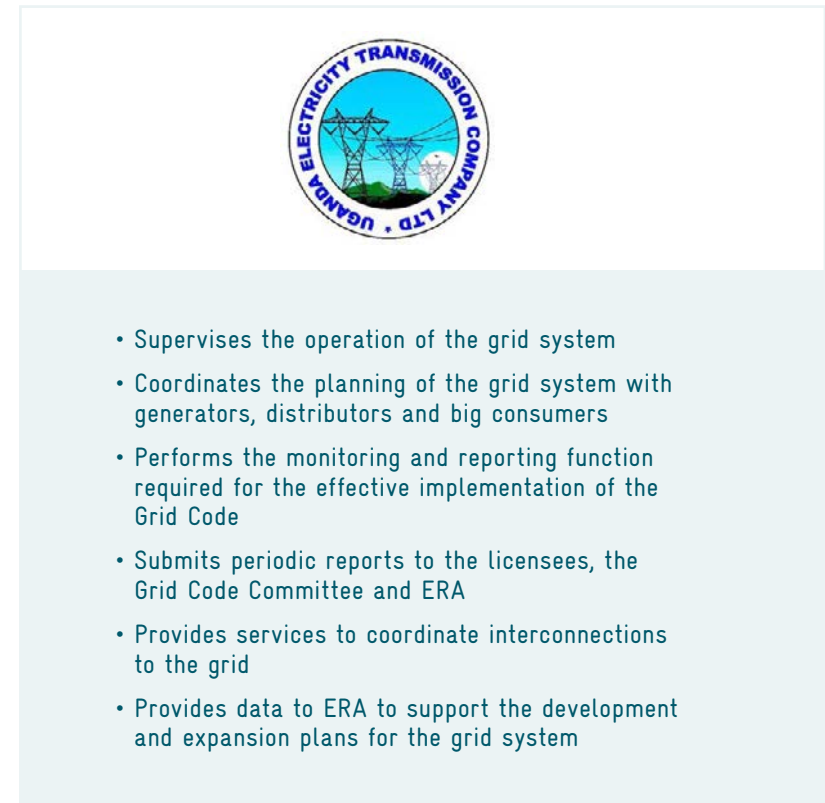 UGANDA ELECTRICITY TRANSMISSION COMPANY LTD *
• Supervises the operation of the grid system
• Coordinates the planning of the grid system with
generators, distributors and big consumers
• Performs the monitoring and reporting function
required for the effective implementation of the
Grid Code
• Submits periodic reports to the licensees, the
Grid Code Committee and ERA
• Provides services to coordinate interconnections
to the grid
• Provides data to ERA to support the development
and expansion plans for the grid system